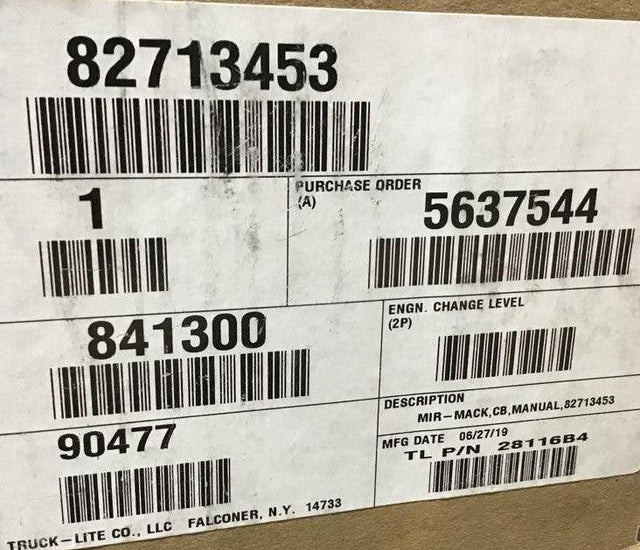 82713453
1
PURCHASE ORDER
(A)
5637544
841300
ENGN. CHANGE LEVEL
(2P)
90477
DESCRIPTION
MIR-MACK,CB,MANUAL,82713453
MFG DATE 06/27/19
TL P/N 28116B4
TRUCK-LITE CO., LLC FALCONER, N.Y. 14733